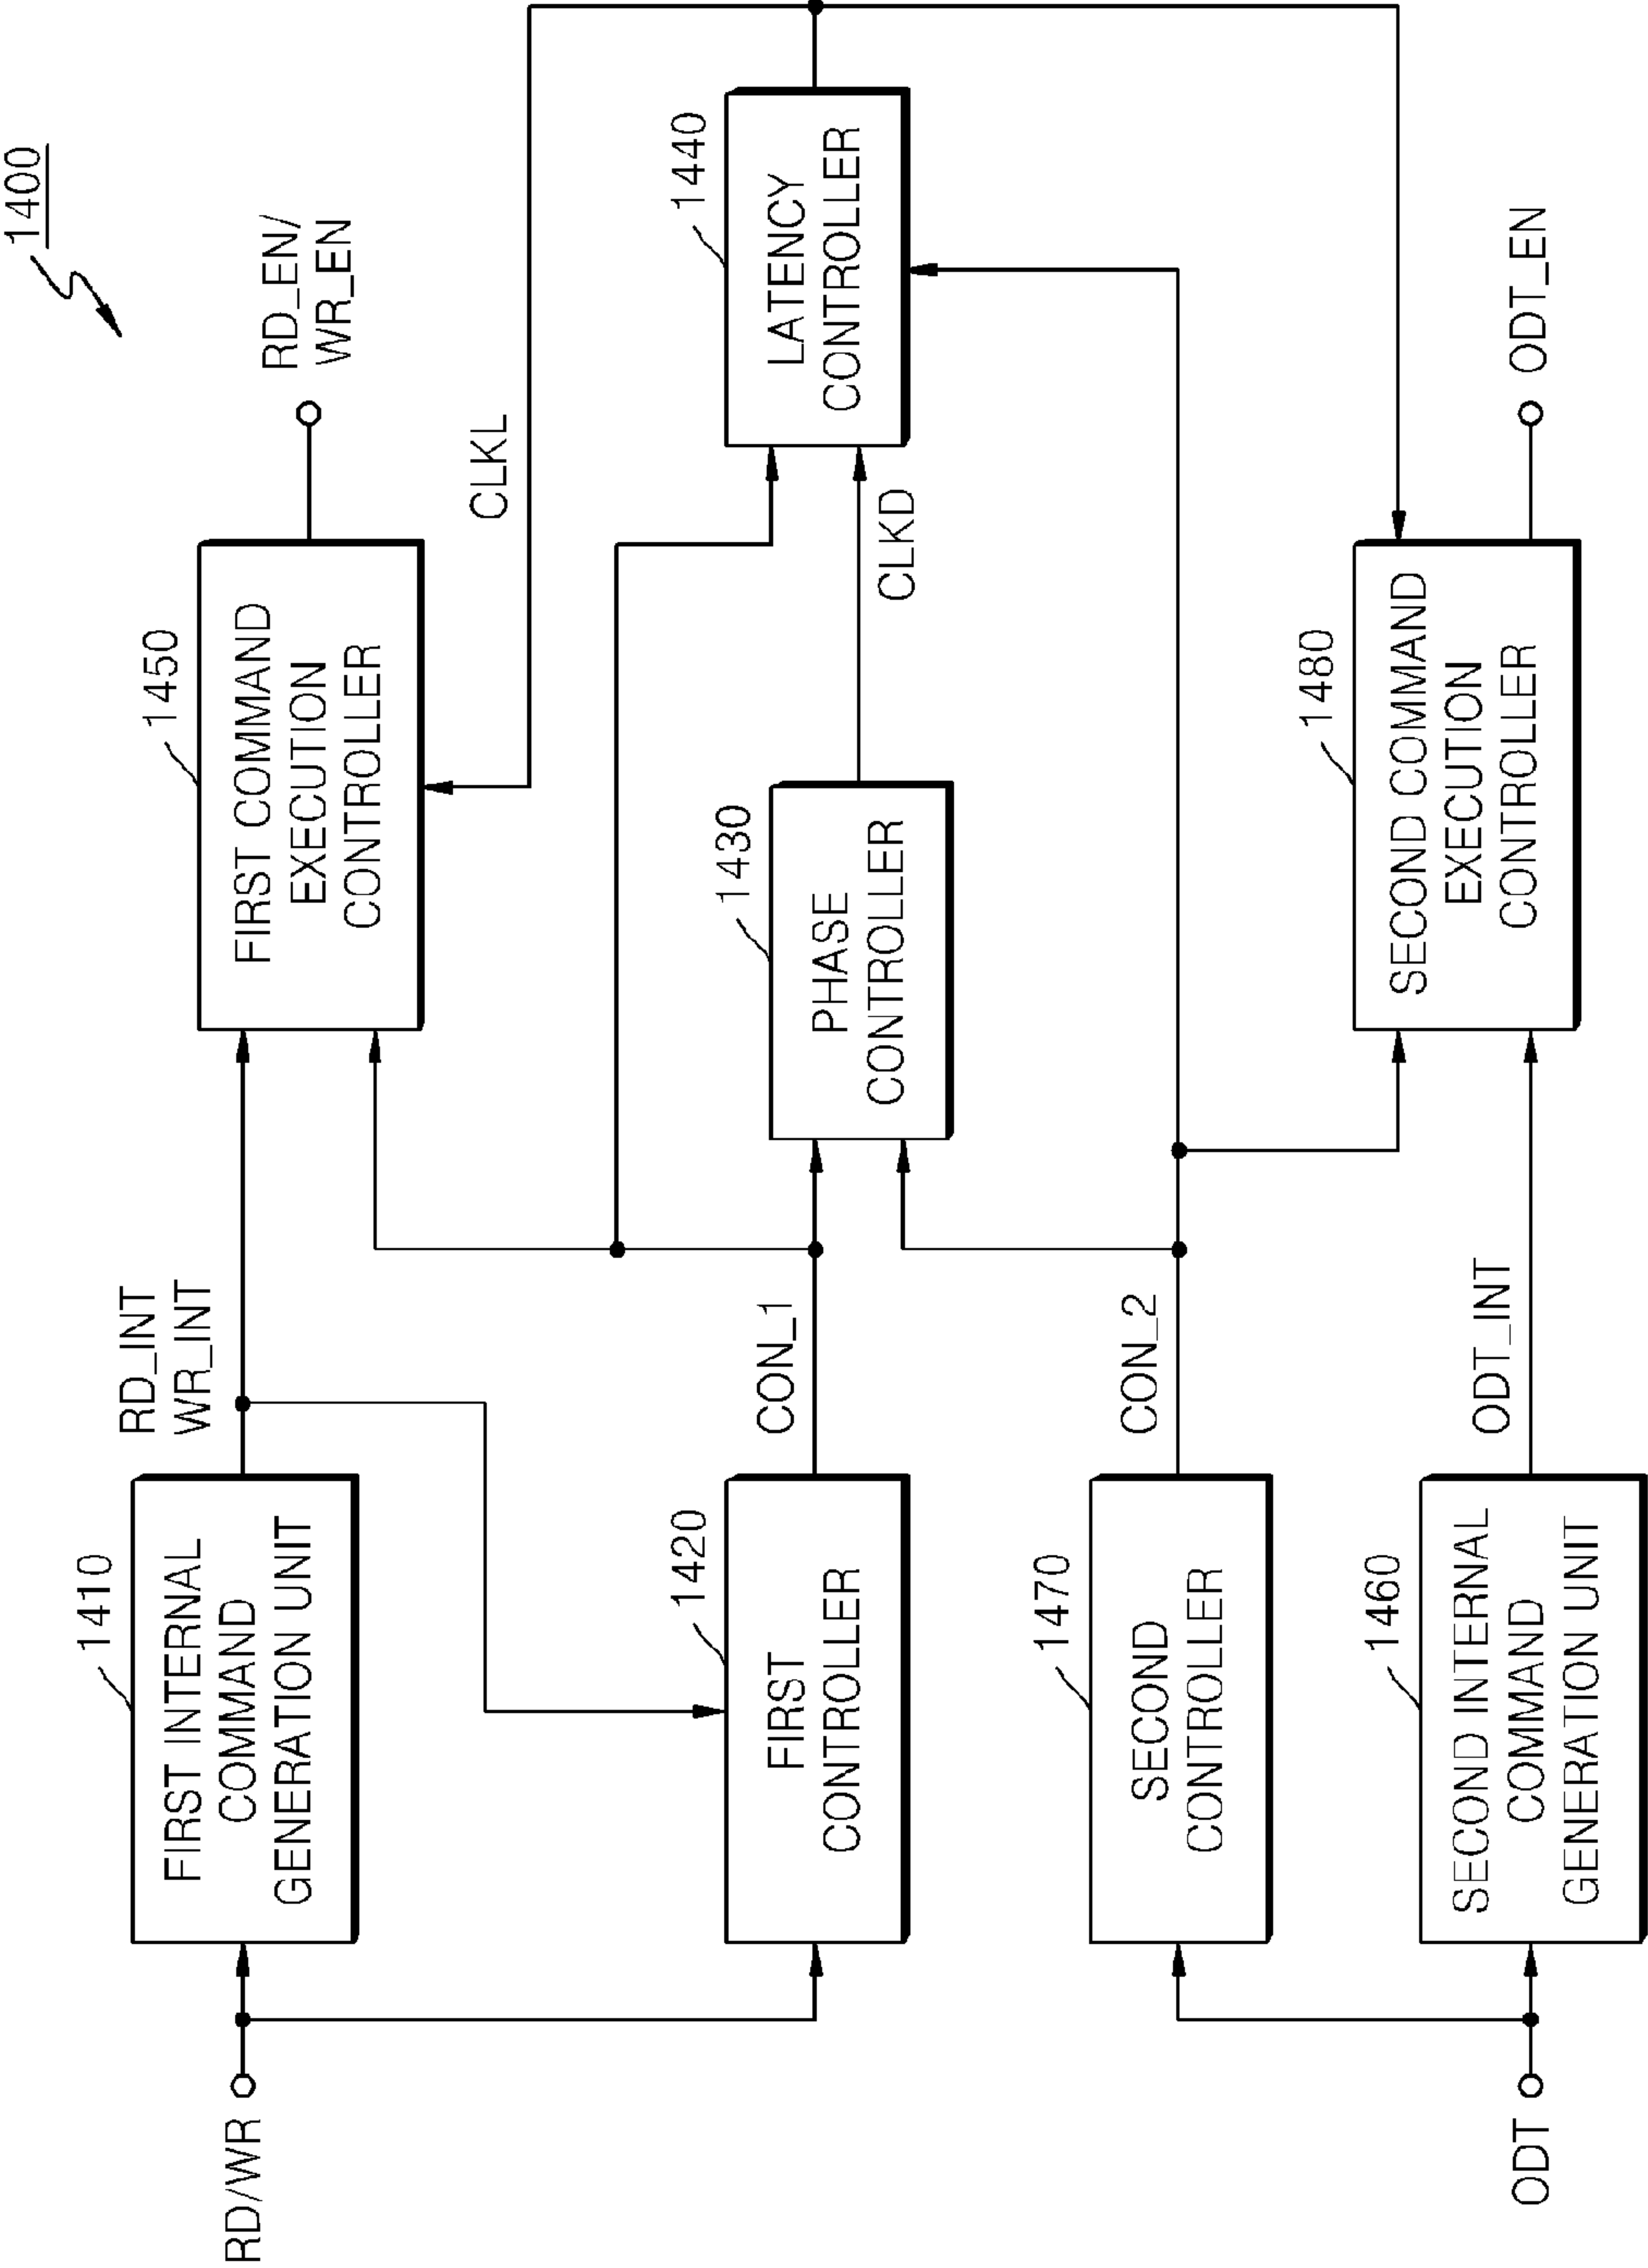 1400
RD/WR
1410
FIRST INTERNAL
COMMAND
GENERATION UNIT
RD_INT
WR_INT
1450
FIRST COMMAND
EXECUTION
CONTROLLER
RD_EN/
WR_EN
CLKL
1420
FIRST
CONTROLLER
CON_1
1430
PHASE
CONTROLLER
CLKD
1440
LATENCY
CONTROLLER
1470
SECOND
CONTROLLER
CON_2
ODT
1460
SECOND INTERNAL
COMMAND
GENERATION UNIT
ODT_INT
1480
SECOND COMMAND
EXECUTION
CONTROLLER
ODT_EN